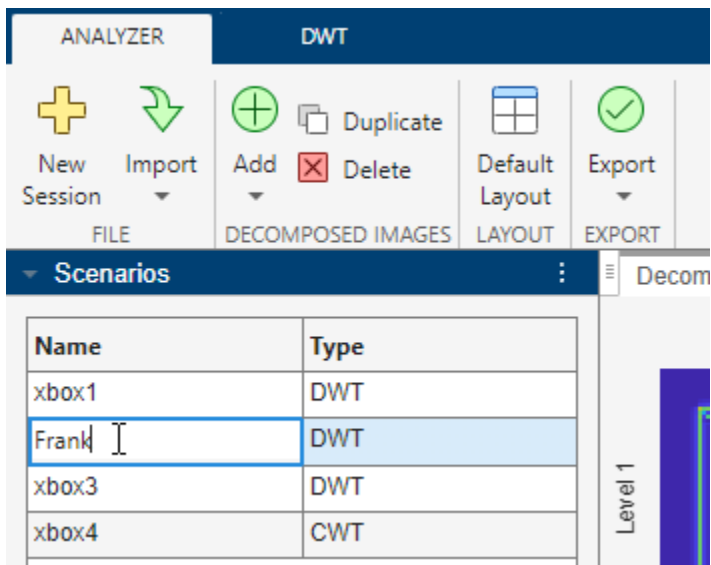 ANALYZER DWT
New Session
Import
Add
Duplicate
Delete
Default Layout
Export
FILE DECOMPOSED IMAGES LAYOUT EXPORT
Scenarios
Decom
Name Type
xbox1 DWT
Frank DWT
xbox3 DWT
xbox4 CWT
Level 1